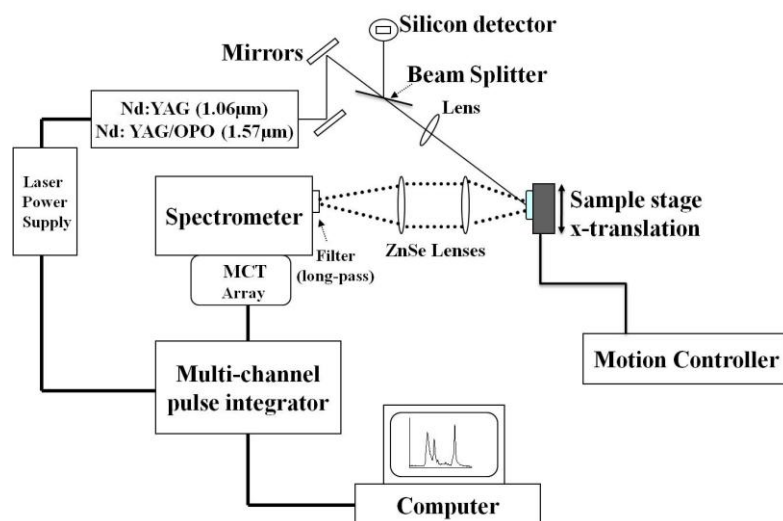 Silicon detector
Mirrors
Beam Splitter
Lens
Nd:YAG (1.06μm)
Nd: YAG/OPO (1.57μm)
Laser
Power
Supply
Spectrometer
Filter
(long-pass)
ZnSe Lenses
Sample stage
x-translation
MCT
Array
Motion Controller
Multi-channel
pulse integrator
Computer